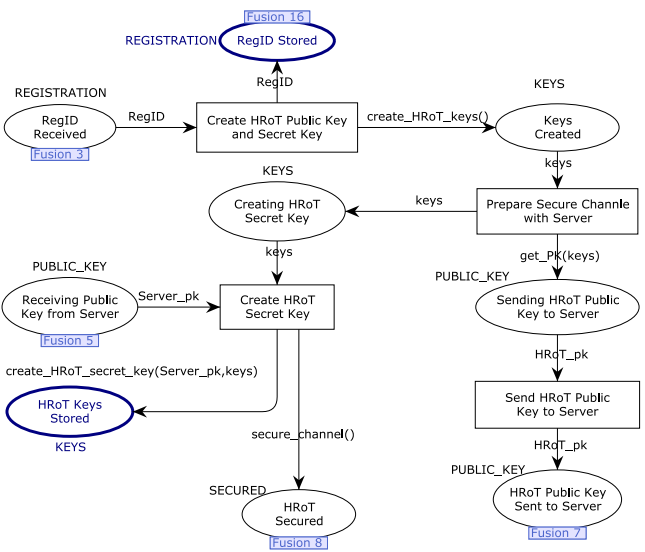 Fusion 16
REGISTRATION
RegID Stored
RegID
REGISTRATION
KEYS
RegID
Received
Fusion 3
RegID
Create HRoT Public Key
and Secret Key
create_HRoT_keys()
Keys
Created
keys
KEYS
Creating HRoT
Secret Key
keys
Prepare Secure Channle
with Server
keys
get_PK(keys)
PUBLIC_KEY
PUBLIC_KEY
Receiving Public
Key from Server
Fusion 5
Server_pk
Create HRoT
Secret Key
Sending HRoT Public
Key to Server
HRoT_pk
create_HRoT_secret_key(Server_pk,keys)
HRoT Keys
Stored
KEYS
Send HRoT Public
Key to Server
secure_channel()
HRoT_pk
PUBLIC_KEY
SECURED
HRoT
Secured
Fusion 8
HRoT Public Key
Sent to Server
Fusion 7